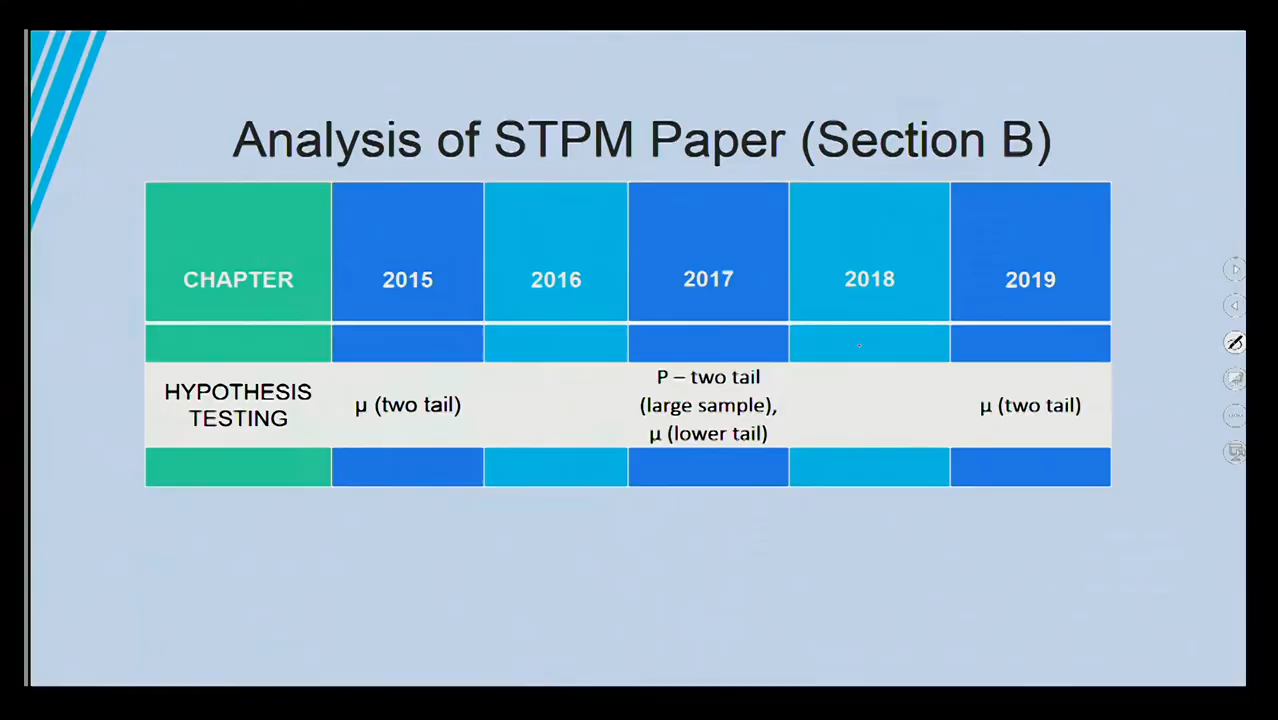 Analysis of STPM Paper (Section B)
CHAPTER 2015 2016 2017 2018 2019
HYPOTHESIS TESTING
μ (two tail)
P – two tail
(large sample),
μ (lower tail)
μ (two tail)